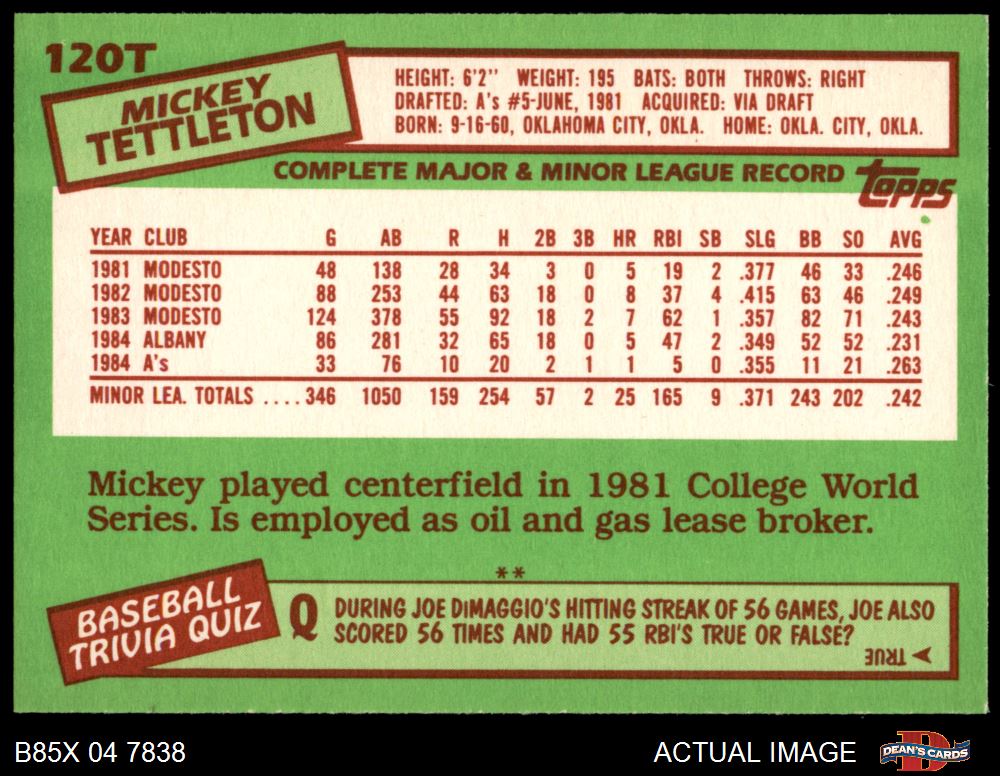 120T
MICKEY
TETTLETON
HEIGHT: 6'2" WEIGHT: 195 BATS: BOTH THROWS: RIGHT
DRAFTED: A's #5-JUNE, 1981 ACQUIRED: VIA DRAFT
BORN: 9-16-60, OKLAHOMA CITY, OKLA. HOME: OKLA. CITY, OKLA.
COMPLETE MAJOR & MINOR LEAGUE RECORD topps
YEAR CLUB G AB R H 2B 3B HR RBI SB SLG BB SO AVG
1981 MODESTO 48 138 28 34 3 0 5 19 2 .377 46 33 .246
1982 MODESTO 88 253 44 63 18 0 8 37 4 .415 63 46 .249
1983 MODESTO 124 378 55 92 18 2 7 62 1 .357 82 71 .243
1984 ALBANY 86 281 32 65 18 0 5 47 2 .349 52 52 .231
1984 A's 33 76 10 20 2 1 1 5 0 .355 11 21 .263
MINOR LEA. TOTALS ....346 1050 159 254 57 2 25 165 9 .371 243 202 .242
Mickey played centerfield in 1981 College World
Series. Is employed as oil and gas lease broker.
**
BASEBALL
TRIVIA QUIZ
Q DURING JOE DiMAGGIO'S HITTING STREAK OF 56 GAMES, JOE ALSO
SCORED 56 TIMES AND HAD 55 RBI'S TRUE OR FALSE?
TRUE
B85X 04 7838 ACTUAL IMAGE DEAN'S CARDS